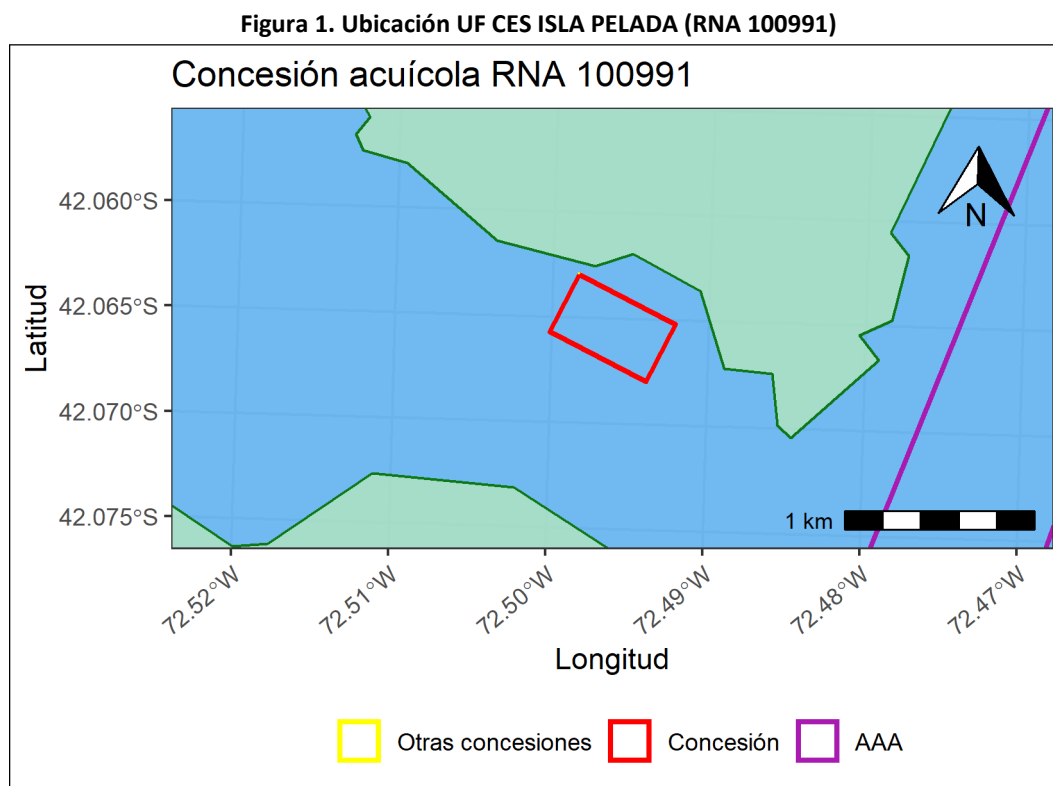 Figura 1. Ubicación UF CES ISLA PELADA (RNA 100991)
Concesión acuícola RNA 100991
42.060°S
42.065°S
42.070°S
42.075°S
Latitud
N
1 km
72.52°W
72.51°W
72.50°W
72.49°W
72.48°W
72.47°W
Longitud
Otras concesiones
Concesión
AAA